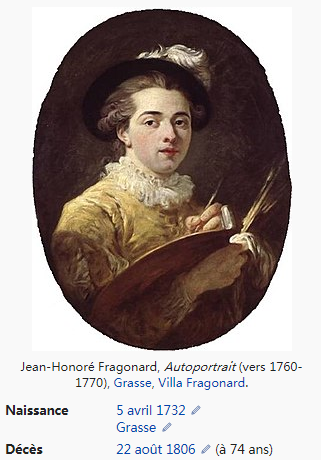 Jean-Honoré Fragonard, Autoportrait (vers 1760-
1770), Grasse, Villa Fragonard.
Naissance 5 avril 1732
Grasse
Décès 22 août 1806 (à 74 ans)